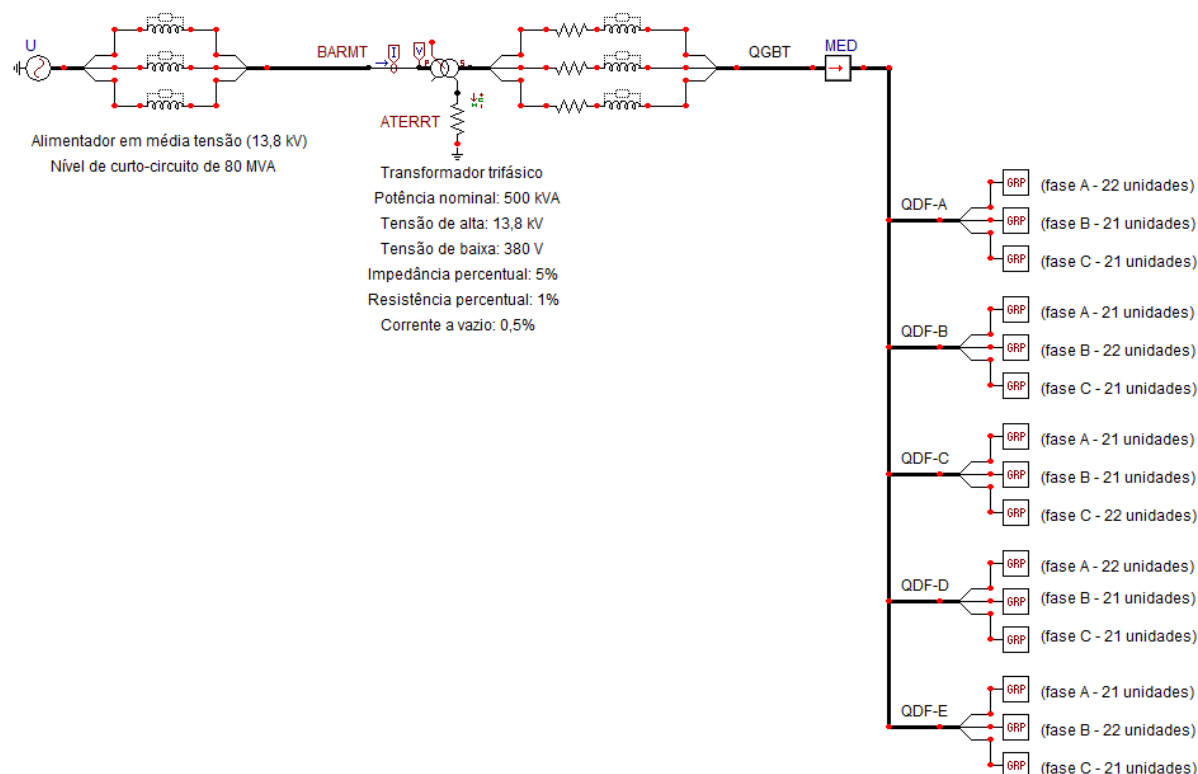 U
BARMT
I
V
P
S
QGBT
MED
ATERRT
Alimentador em média tensão (13,8 kV)
Nível de curto-circuito de 80 MVA
Transformador trifásico
Potência nominal: 500 kVA
Tensão de alta: 13,8 kV
Tensão de baixa: 380 V
Impedância percentual: 5%
Resistência percentual: 1%
Corrente a vazio: 0,5%
QDF-A
GRP (fase A - 22 unidades)
GRP (fase B - 21 unidades)
GRP (fase C - 21 unidades)
QDF-B
GRP (fase A - 21 unidades)
GRP (fase B - 22 unidades)
GRP (fase C - 21 unidades)
QDF-C
GRP (fase A - 21 unidades)
GRP (fase B - 21 unidades)
GRP (fase C - 22 unidades)
QDF-D
GRP (fase A - 22 unidades)
GRP (fase B - 21 unidades)
GRP (fase C - 21 unidades)
QDF-E
GRP (fase A - 21 unidades)
GRP (fase B - 22 unidades)
GRP (fase C - 21 unidades)